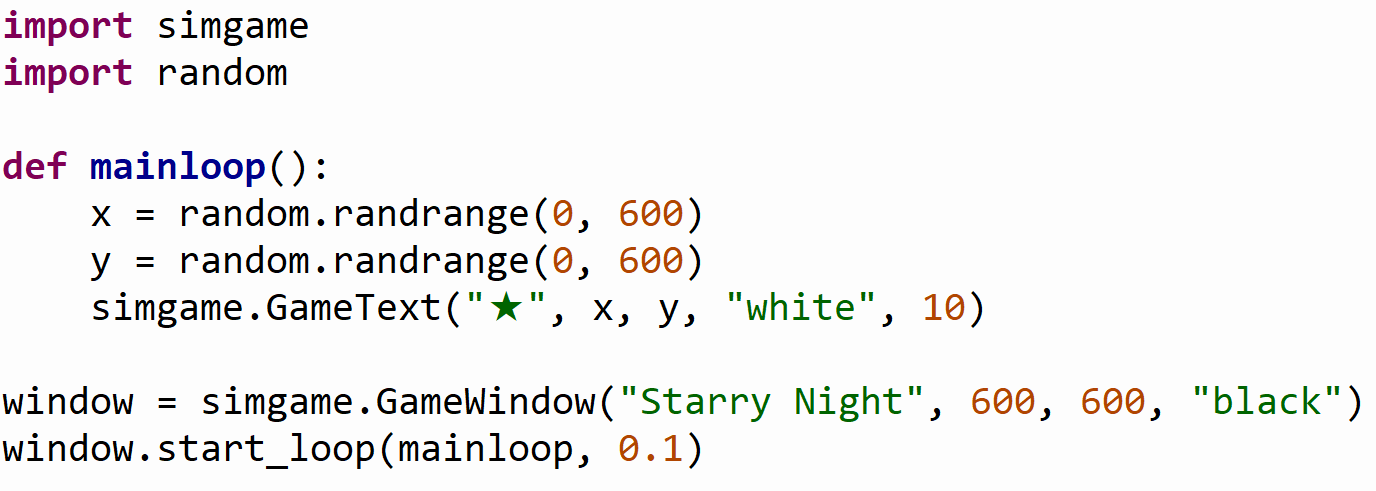 import simgame
import random
def mainloop():
    x = random.randrange(0, 600)
    y = random.randrange(0, 600)
    simgame.GameText("★", x, y, "white", 10)
window = simgame.GameWindow("Starry Night", 600, 600, "black")
window.start_loop(mainloop, 0.1)